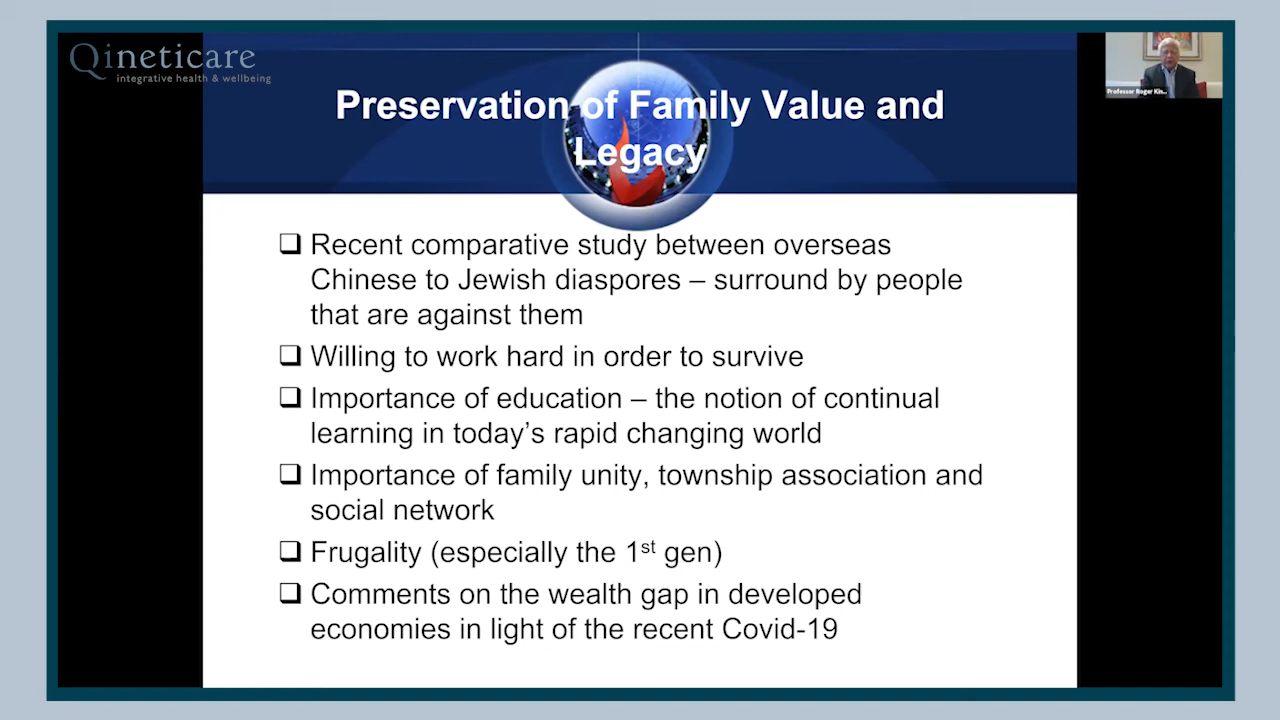 Qineticare
integrative health & wellbeing
Professor Roger Kin...
Preservation of Family Value and
Legacy
❑ Recent comparative study between overseas
Chinese to Jewish diaspores – surround by people
that are against them
❑ Willing to work hard in order to survive
❑ Importance of education – the notion of continual
learning in today’s rapid changing world
❑ Importance of family unity, township association and
social network
❑ Frugality (especially the 1st gen)
❑ Comments on the wealth gap in developed
economies in light of the recent Covid-19